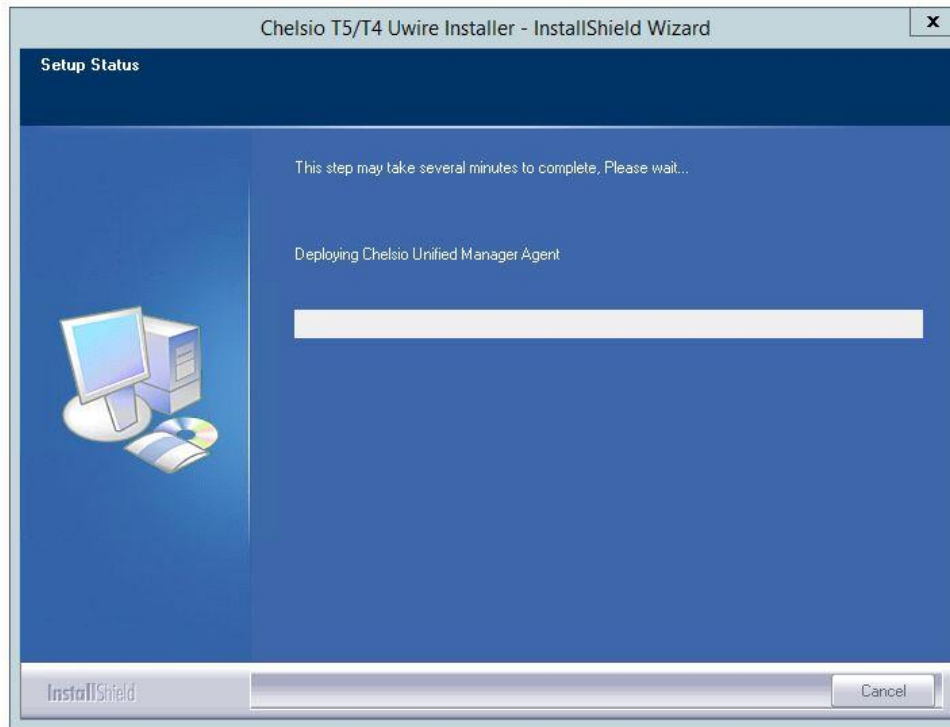 Chelsio T5/T4 Uwire Installer - InstallShield Wizard
x
Setup Status
This step may take several minutes to complete, Please wait...
Deploying Chelsio Unified Manager Agent
InstallShield
Cancel